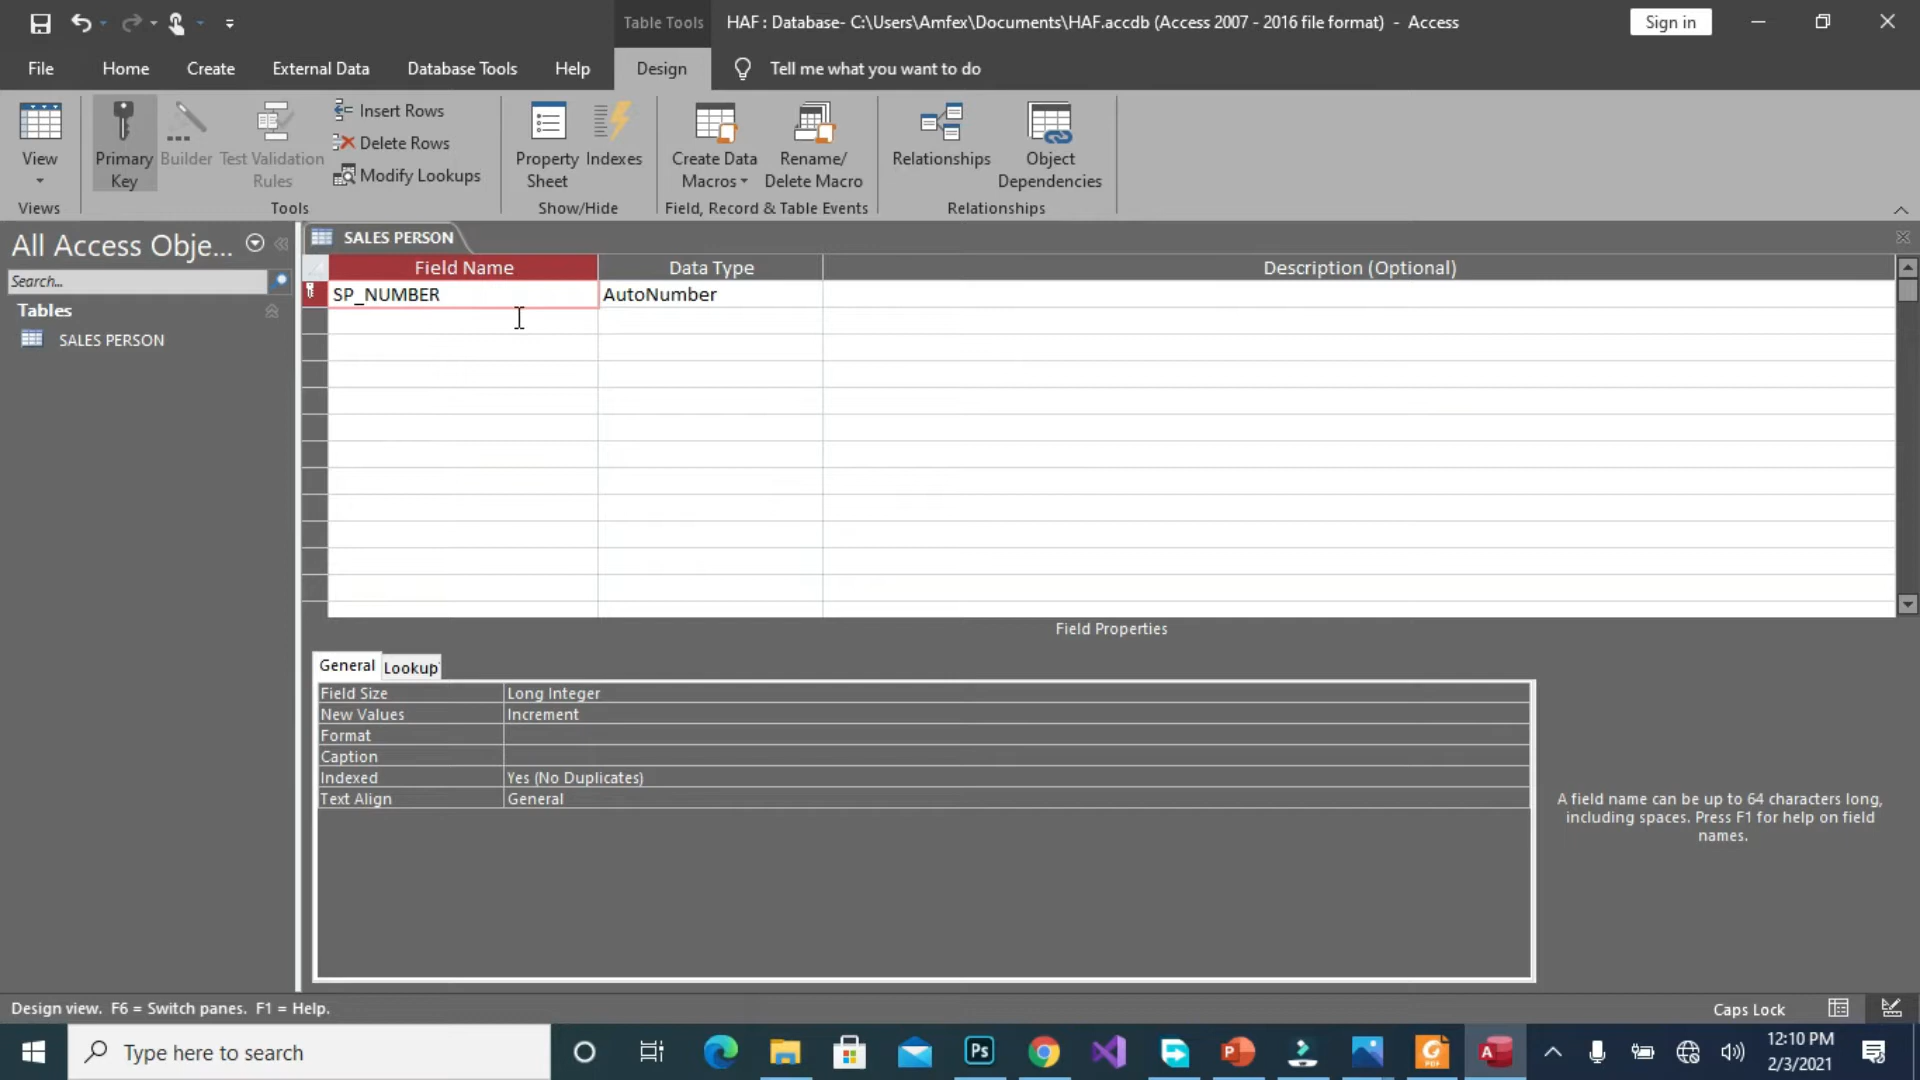 Table Tools
HAF : Database- C:\Users\Amfex\Documents\HAF.accdb (Access 2007 - 2016 file format) - Access
Sign in
File
Home
Create
External Data
Database Tools
Help
Design
Tell me what you want to do
View
Primary
Key
Builder
Test Validation
Rules
Insert Rows
Delete Rows
Modify Lookups
Property
Sheet
Indexes
Create Data
Macros
Rename/
Delete Macro
Relationships
Object
Dependencies
Views
Tools
Show/Hide
Field, Record & Table Events
Relationships
All Access Obje...
Search...
Tables
SALES PERSON
SALES PERSON
Field Name
Data Type
Description (Optional)
SP_NUMBER
AutoNumber
Field Properties
General
Lookup
Field Size
Long Integer
New Values
Increment
Format
Caption
Indexed
Yes (No Duplicates)
Text Align
General
A field name can be up to 64 characters long,
including spaces. Press F1 for help on field
names.
Design view. F6 = Switch panes. F1 = Help.
Caps Lock
Type here to search
Ps
12:10 PM
2/3/2021